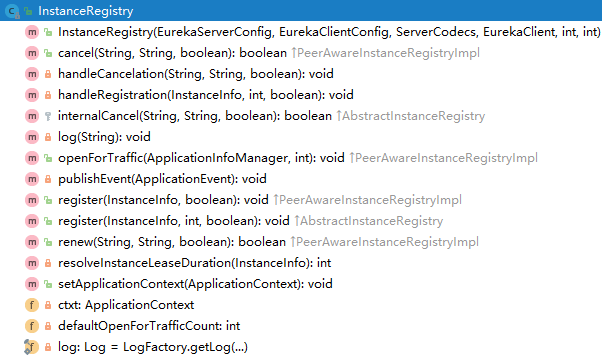 InstanceRegistry
InstanceRegistry(EurekaServerConfig, EurekaClientConfig, ServerCodecs, EurekaClient, int, int)
cancel(String, String, boolean): boolean ↑PeerAwareInstanceRegistryImpl
handleCancelation(String, String, boolean): void
handleRegistration(InstanceInfo, int, boolean): void
internalCancel(String, String, boolean): boolean ↑AbstractInstanceRegistry
log(String): void
openForTraffic(ApplicationInfoManager, int): void ↑PeerAwareInstanceRegistryImpl
publishEvent(ApplicationEvent): void
register(InstanceInfo, boolean): void ↑PeerAwareInstanceRegistryImpl
register(InstanceInfo, int, boolean): void ↑AbstractInstanceRegistry
renew(String, String, boolean): boolean ↑PeerAwareInstanceRegistryImpl
resolveInstanceLeaseDuration(InstanceInfo): int
setApplicationContext(ApplicationContext): void
ctxt: ApplicationContext
defaultOpenForTrafficCount: int
log: Log = LogFactory.getLog(...)